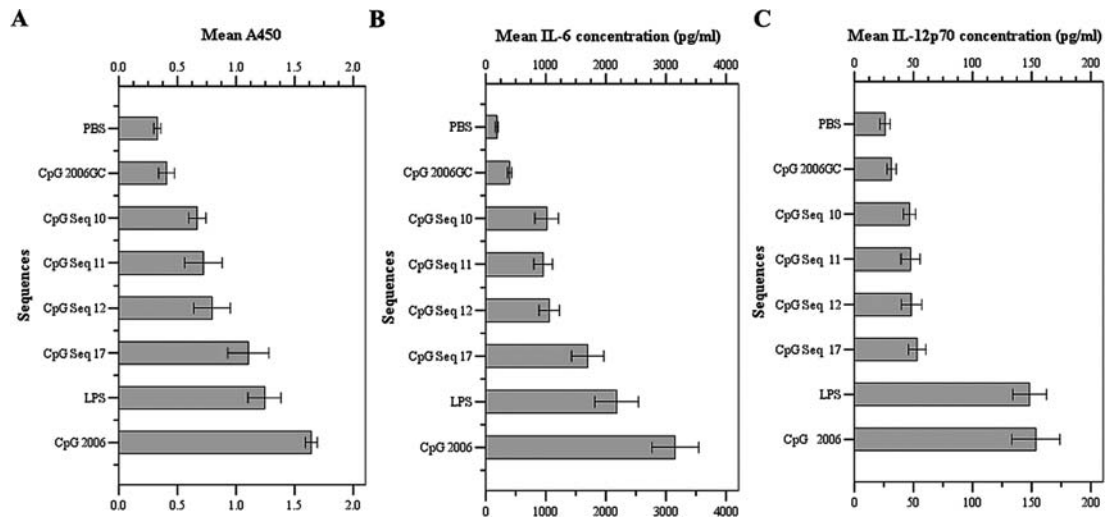 A
Mean A450
0.0 0.5 1.0 1.5 2.0
Sequences
PBS
CpG 2006GC
CpG Seq 10
CpG Seq 11
CpG Seq 12
CpG Seq 17
LPS
CpG 2006
0.0 0.5 1.0 1.5 2.0
B
Mean IL-6 concentration (pg/ml)
0 1000 2000 3000 4000
Sequences
PBS
CpG 2006GC
CpG Seq 10
CpG Seq 11
CpG Seq 12
CpG Seq 17
LPS
CpG 2006
0 1000 2000 3000 4000
C
Mean IL-12p70 concentration (pg/ml)
0 50 100 150 200
Sequences
PBS
CpG 2006GC
CpG Seq 10
CpG Seq 11
CpG Seq 12
CpG Seq 17
LPS
CpG 2006
0 50 100 150 200